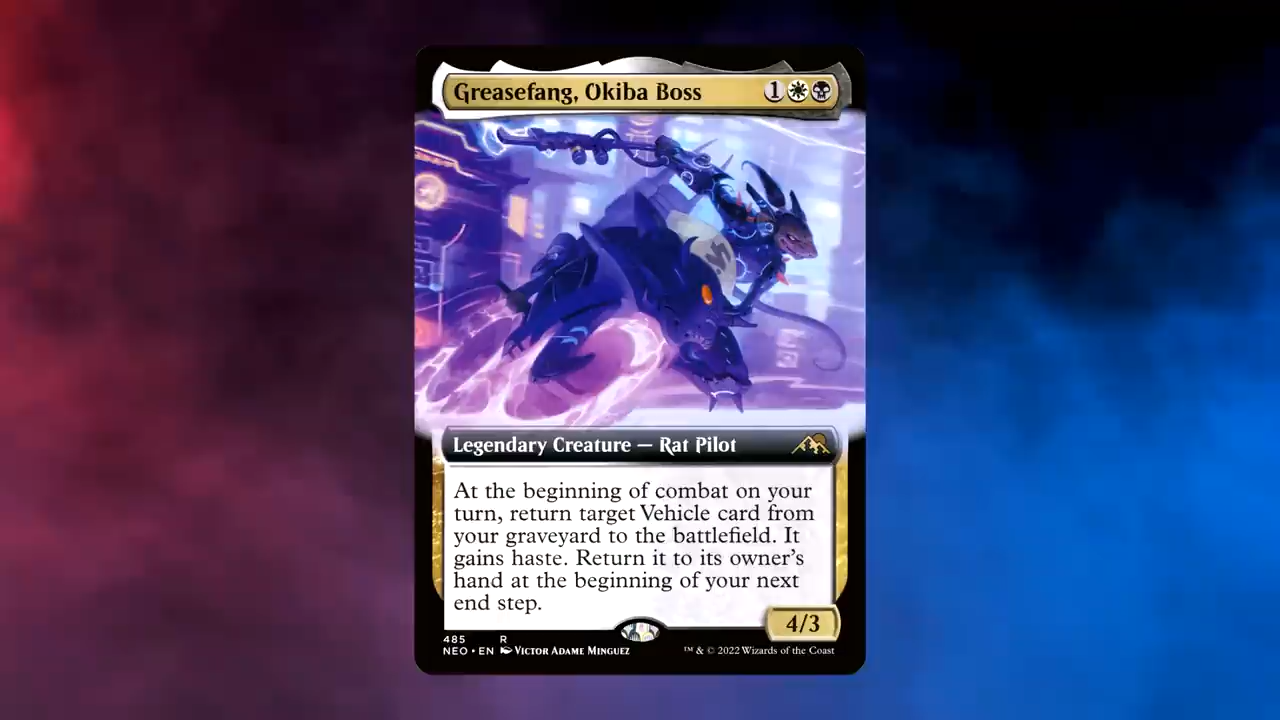 Greasefang, Okiba Boss 1
Legendary Creature — Rat Pilot
At the beginning of combat on your
turn, return target Vehicle card from
your graveyard to the battlefield. It
gains haste. Return it to its owner's
hand at the beginning of your next
end step.
4/3
485 R
NEO • EN Victor Adame Minguez
™ & © 2022 Wizards of the Coast